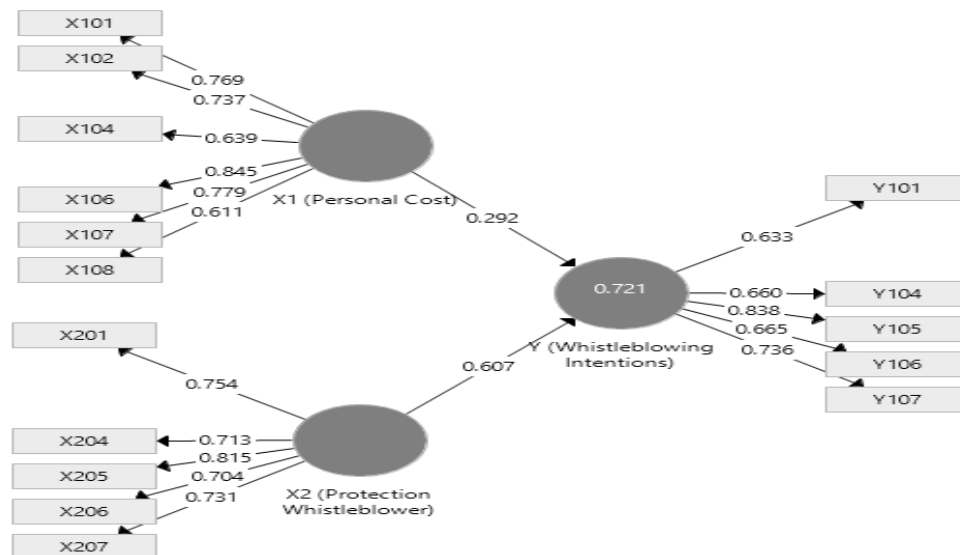 X101
X102
X104
X106
X107
X108
0.769
0.737
0.639
0.845
0.779
0.611
X1 (Personal Cost)
0.292
X201
X204
X205
X206
X207
0.754
0.713
0.815
0.704
0.731
X2 (Protection
Whistleblower)
0.607
0.721
Y (Whistleblowing
Intentions)
0.633
0.660
0.838
0.665
0.736
Y101
Y104
Y105
Y106
Y107